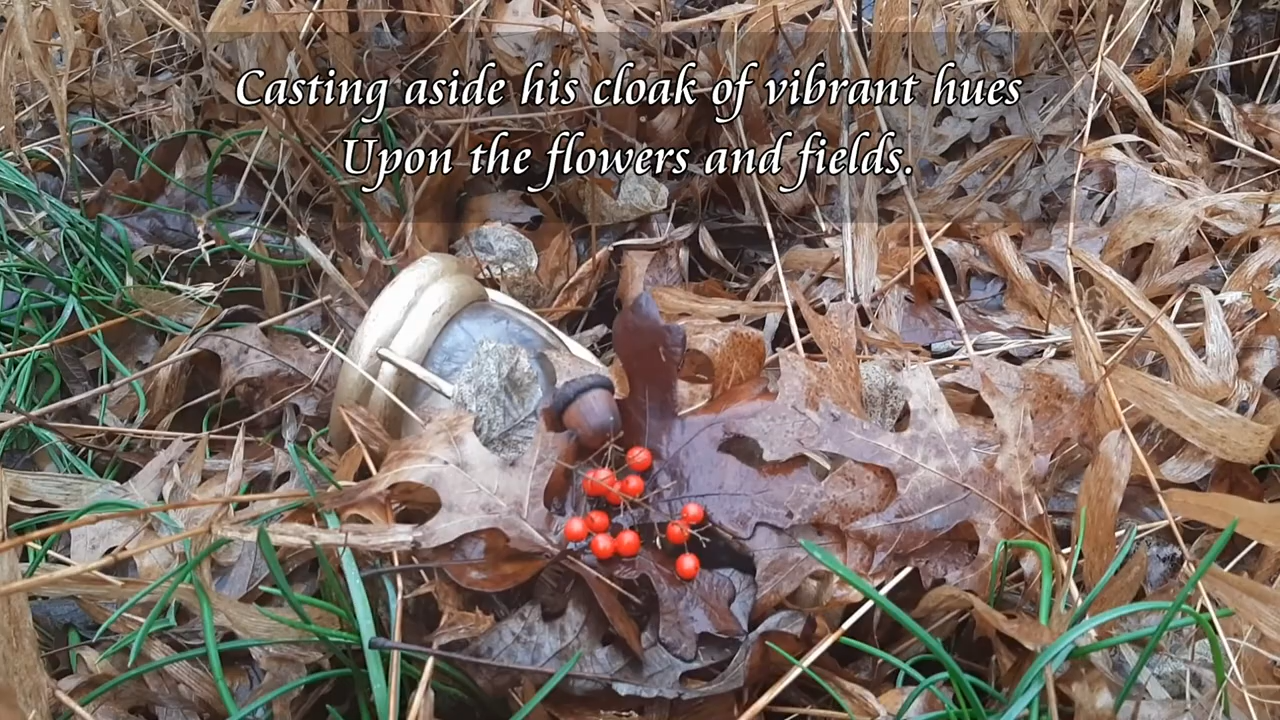 Casting aside his cloak of vibrant hues
Upon the flowers and fields.